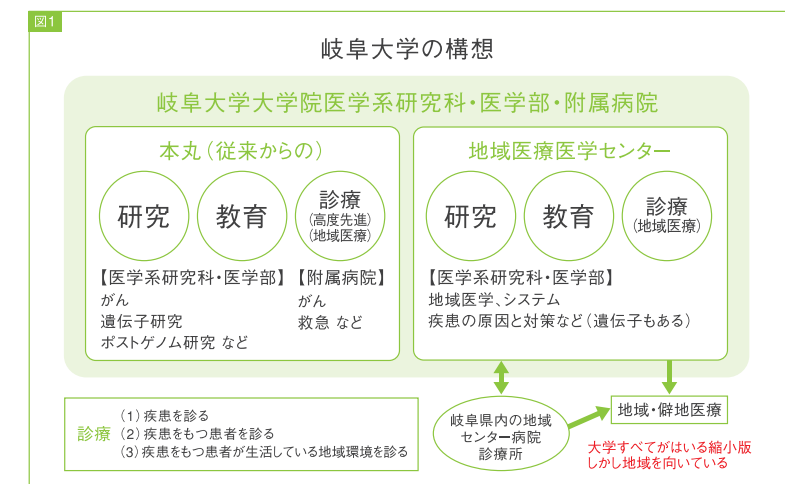 図1
岐阜大学の構想
岐阜大学大学院医学系研究科・医学部・附属病院
本丸（従来からの）
研究
教育
診療
（高度先進）
（地域医療）
【医学系研究科・医学部】
がん
遺伝子研究
ポストゲノム研究 など
【附属病院】
がん
救急 など
地域医療医学センター
研究
教育
診療
（地域医療）
【医学系研究科・医学部】
地域医学、システム
疾患の原因と対策など（遺伝子もある）
診療
（1）疾患を診る
（2）疾患をもつ患者を診る
（3）疾患をもつ患者が生活している地域環境を診る
岐阜県内の地域
センター病院
診療所
地域・僻地医療
大学すべてがはいる縮小版
しかし地域を向いている